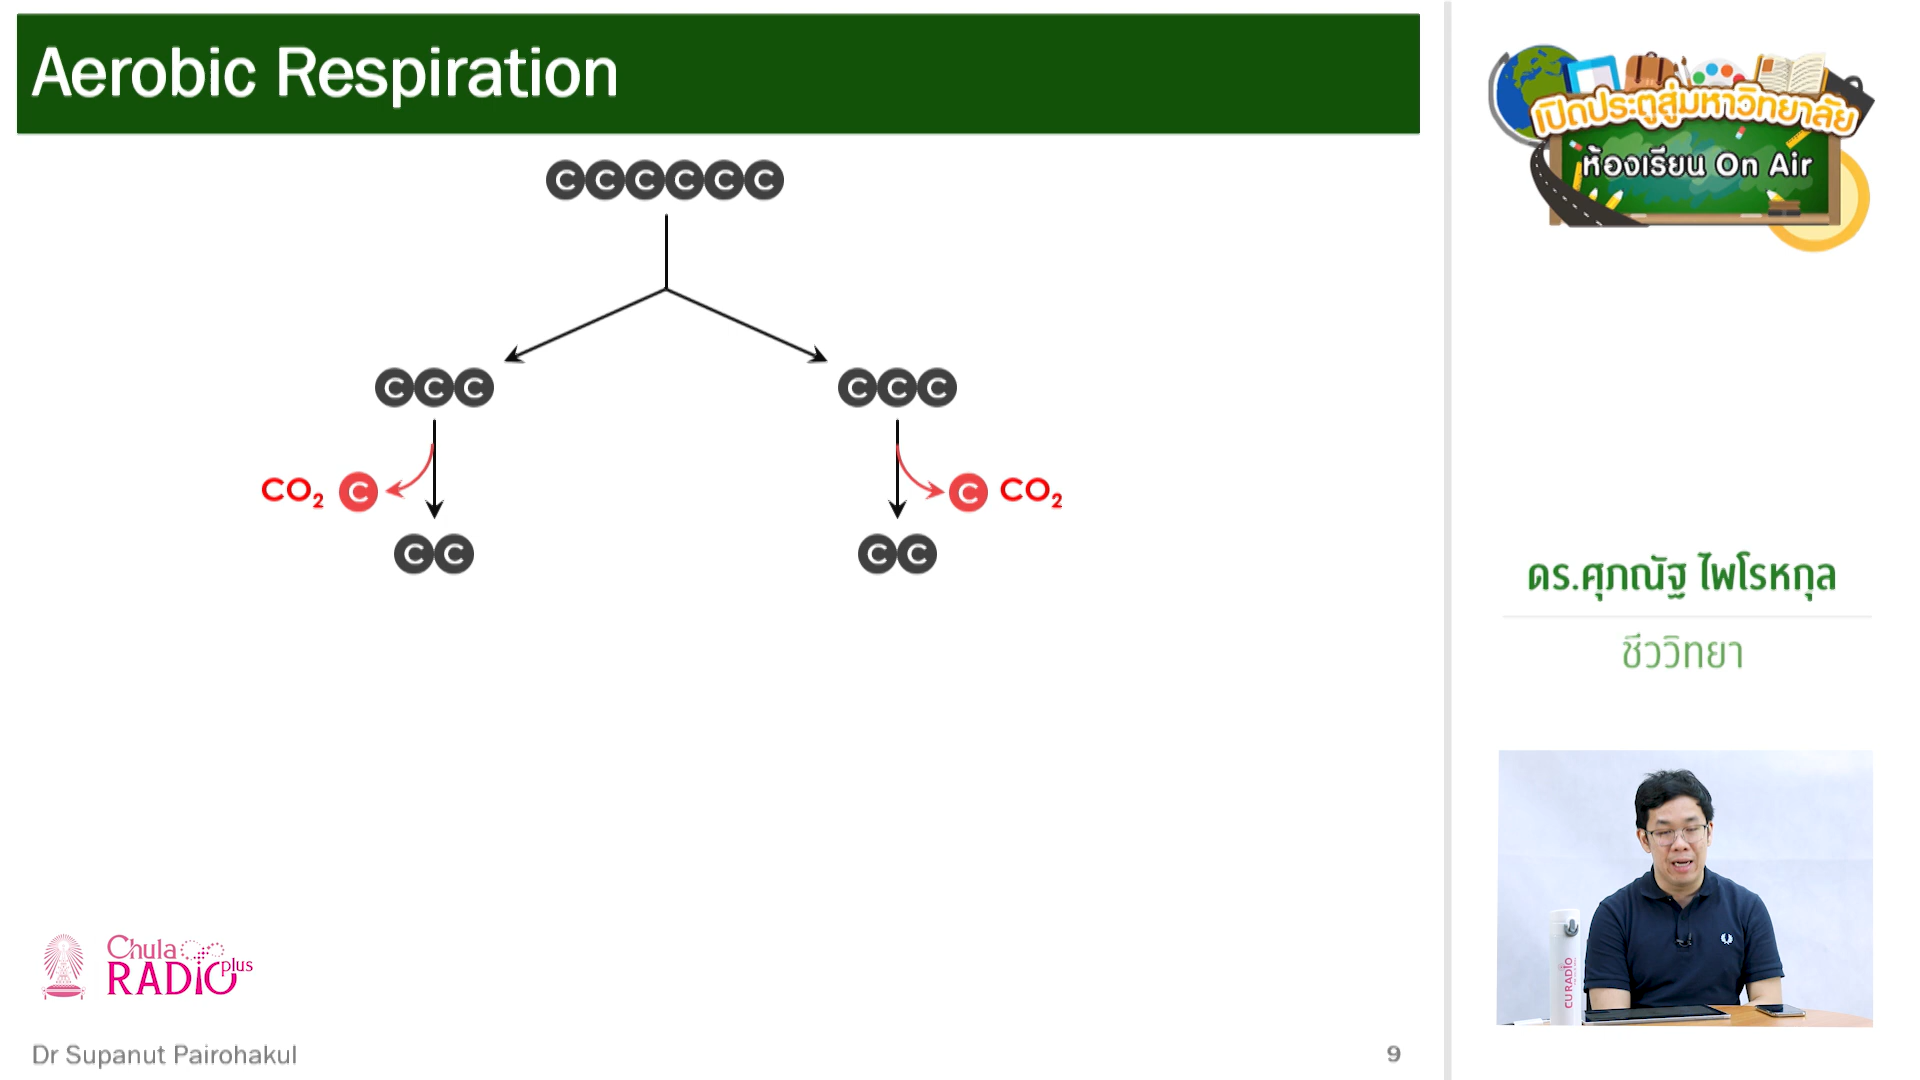 Aerobic Respiration
CCCCCC
CCC CCC
CO₂ C C CO₂
CC CC
Chula
RADIO plus
Dr Supanut Pairohakul
9
เปิดประตูสู่มหาวิทยาลัย
ห้องเรียน On Air
ดร.ศุภณัฐ ไพโรหกุล
ชีววิทยา
CU RADIO